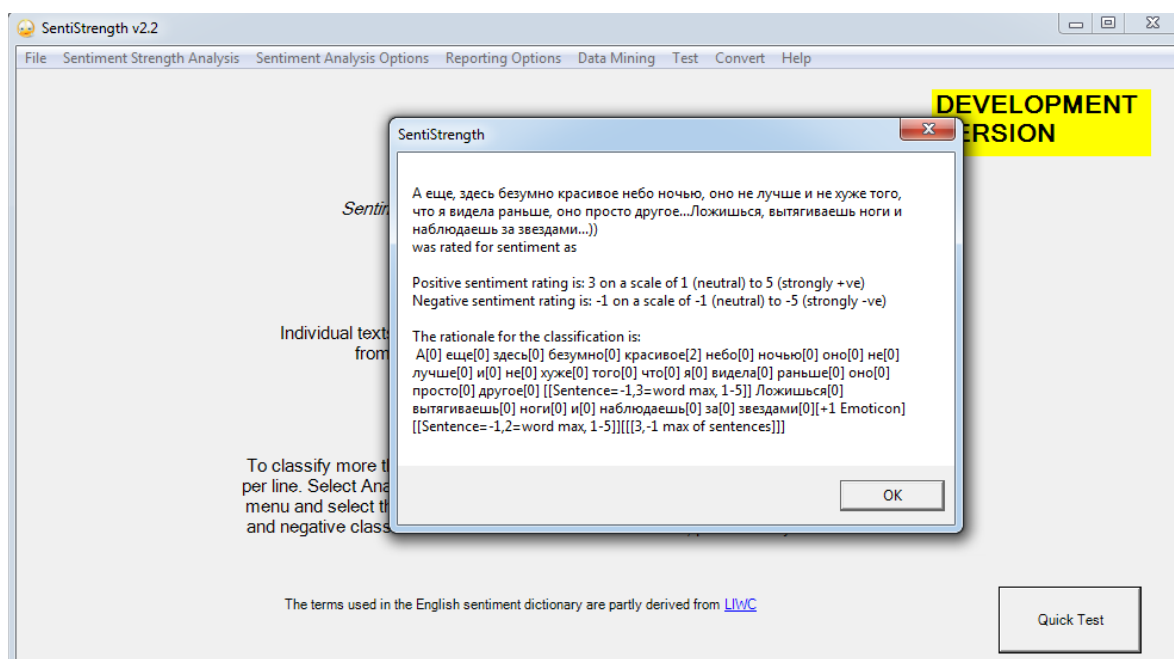 SentiStrength v2.2
File Sentiment Strength Analysis Sentiment Analysis Options Reporting Options Data Mining Test Convert Help
DEVELOPMENT
SentiStrength
А еще, здесь безумно красивое небо ночью, оно не лучше и не хуже того,
что я видела раньше, оно просто другое...Ложишься, вытягиваешь ноги и
наблюдаешь за звездами...))
was rated for sentiment as
Positive sentiment rating is: 3 on a scale of 1 (neutral) to 5 (strongly +ve)
Negative sentiment rating is: -1 on a scale of -1 (neutral) to -5 (strongly -ve)
The rationale for the classification is:
А[0] еще[0] здесь[0] безумно[0] красивое[2] небо[0] ночью[0] оно[0] не[0]
лучше[0] и[0] не[0] хуже[0] того[0] что[0] я[0] видела[0] раньше[0] оно[0]
просто[0] другое[0] [[Sentence=-1,3=word max, 1-5]] Ложишься[0]
вытягиваешь[0] ноги[0] и[0] наблюдаешь[0] за[0] звездами[0][+1 Emoticon]
[[Sentence=-1,2=word max, 1-5]][[[3,-1 max of sentences]]]
OK
Individual
from
To classify more
per line. Select
menu and select
and negative
The terms used in the English sentiment dictionary are partly derived from LIWC
Quick Test